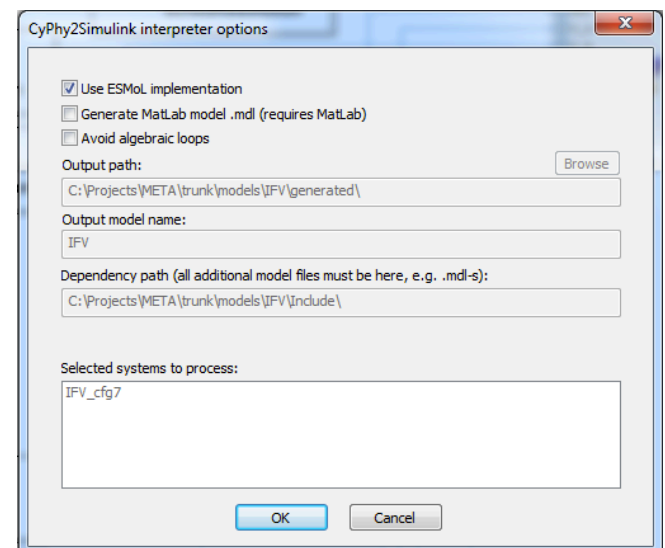 CyPhy2Simulink interpreter options
Use ESMoL implementation
Generate MatLab model .mdl (requires MatLab)
Avoid algebraic loops
Output path:
Browse
C:\Projects\META\trunk\models\IFV\generated\
Output model name:
IFV
Dependency path (all additional model files must be here, e.g. .mdl-s):
C:\Projects\META\trunk\models\IFV\Include\
Selected systems to process:
IFV_cfg7
OK
Cancel